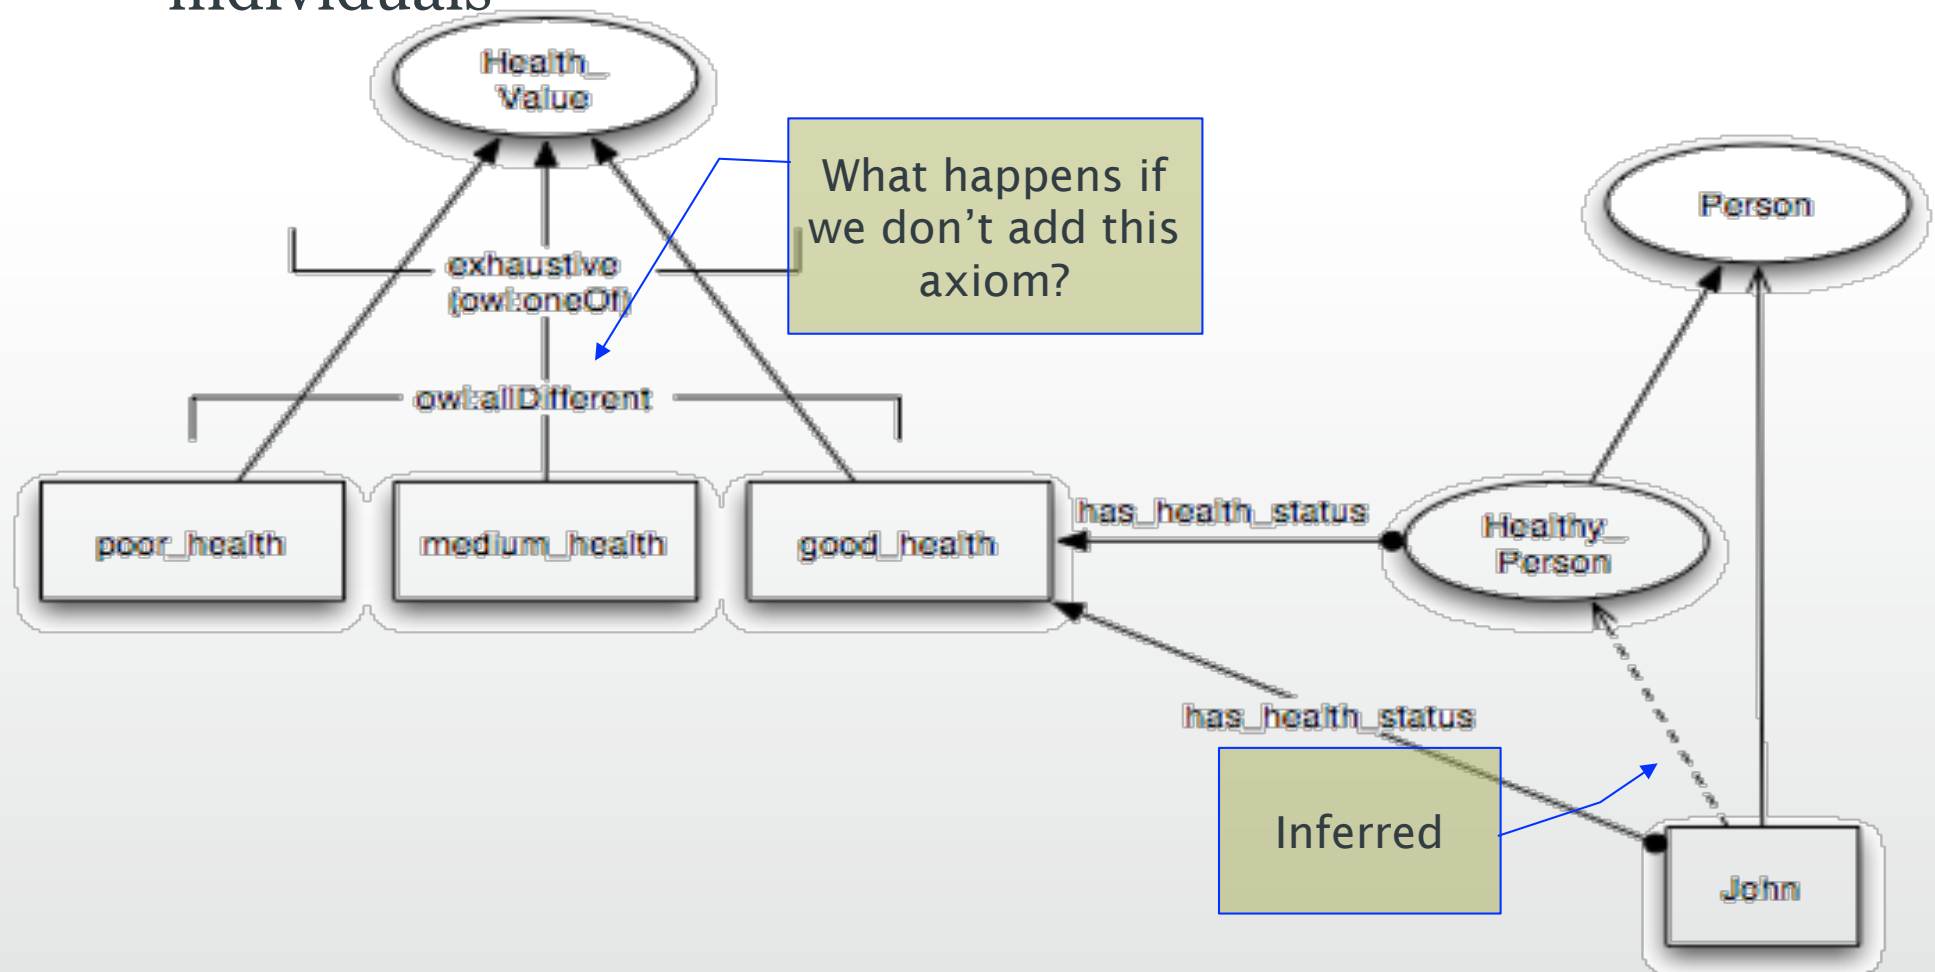 individuals
Health_
Value
What happens if
we don’t add this
axiom?
Person
exhaustive
(owl:oneOf)
owl:allDifferent
poor_health
medium_health
good_health
has_health_status
Healthy_
Person
has_health_status
Inferred
John